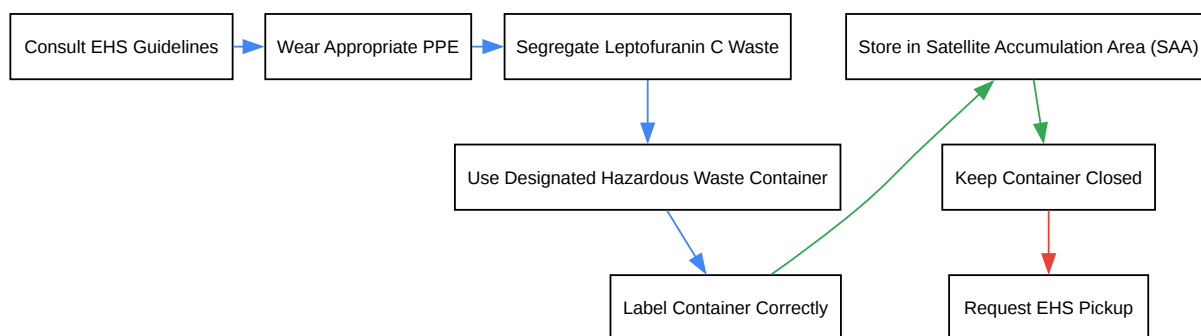 Consult EHS Guidelines
Wear Appropriate PPE
Segregate Leptofuranin C Waste
Use Designated Hazardous Waste Container
Label Container Correctly
Store in Satellite Accumulation Area (SAA)
Keep Container Closed
Request EHS Pickup